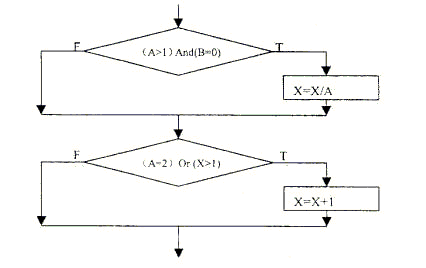 F
(A>1)And(B=0)
T
X=X/A
F
(A=2) Or (X>1)
T
X=X+1